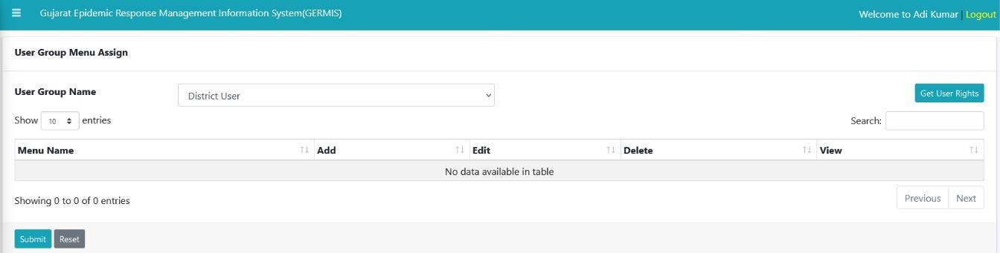 Gujarat Epidemic Response Management Information System(GERMIS) Welcome to Adi Kumar | Logout
User Group Menu Assign
User Group Name District User Get User Rights
Show 10 entries Search:
Menu Name Add Edit Delete View
No data available in table
Showing 0 to 0 of 0 entries Previous Next
Submit Reset